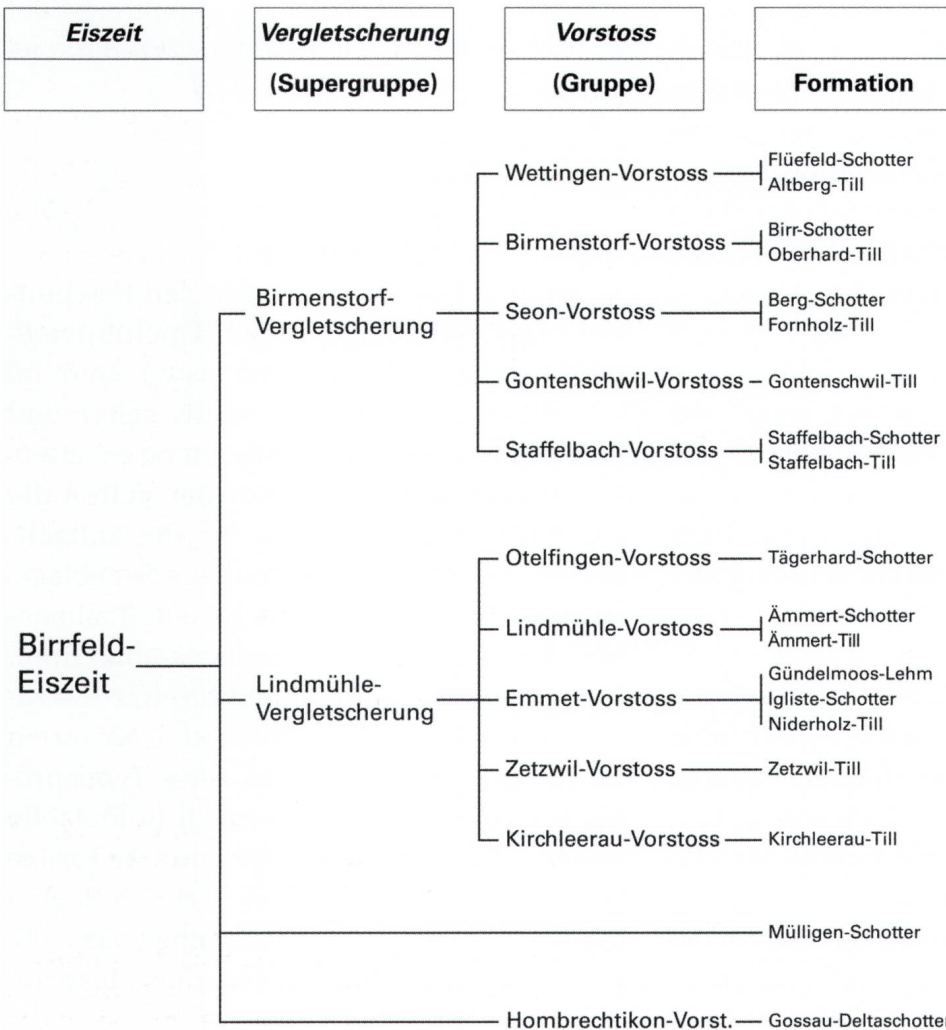 Eiszeit
Vergletscherung
(Supergruppe)
Vorstoss
(Gruppe)
Formation
Birrfeld-
Eiszeit
Birmenstorf-
Vergletscherung
Wettingen-Vorstoss
Flüefeld-Schotter
Altberg-Till
Birmenstorf-Vorstoss
Birr-Schotter
Oberhard-Till
Seon-Vorstoss
Berg-Schotter
Fornholz-Till
Gontenschwil-Vorstoss
Gontenschwil-Till
Staffelbach-Vorstoss
Staffelbach-Schotter
Staffelbach-Till
Lindmühle-
Vergletscherung
Otelfingen-Vorstoss
Tägerhard-Schotter
Lindmühle-Vorstoss
Ämmert-Schotter
Ämmert-Till
Emmet-Vorstoss
Gündelmoos-Lehm
Igliste-Schotter
Niderholz-Till
Zetzwil-Vorstoss
Zetzwil-Till
Kirchleerau-Vorstoss
Kirchleerau-Till
Mülligen-Schotter
Hombrechtikon-Vorst.
Gossau-Deltaschotter